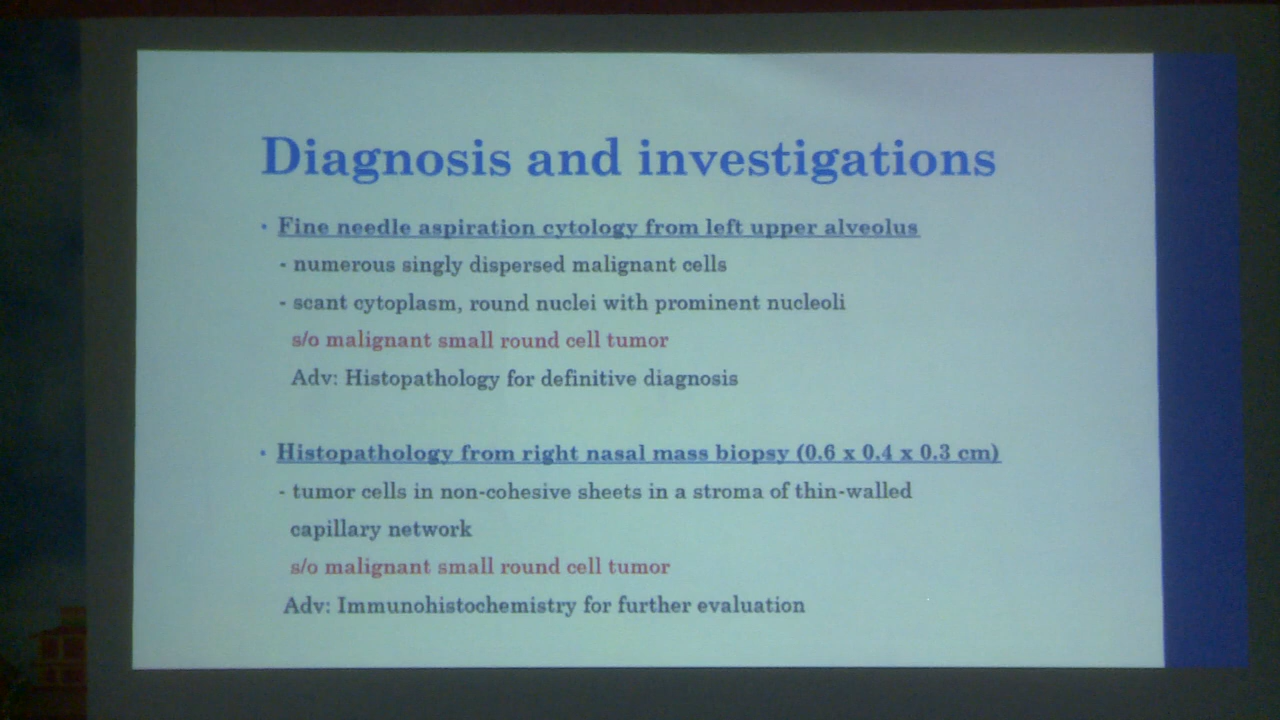 Diagnosis and investigations
• Fine needle aspiration cytology from left upper alveolus
- numerous singly dispersed malignant cells
- scant cytoplasm, round nuclei with prominent nucleoli
s/o malignant small round cell tumor
Adv: Histopathology for definitive diagnosis
• Histopathology from right nasal mass biopsy (0.6 x 0.4 x 0.3 cm)
- tumor cells in non-cohesive sheets in a stroma of thin-walled
capillary network
s/o malignant small round cell tumor
Adv: Immunohistochemistry for further evaluation